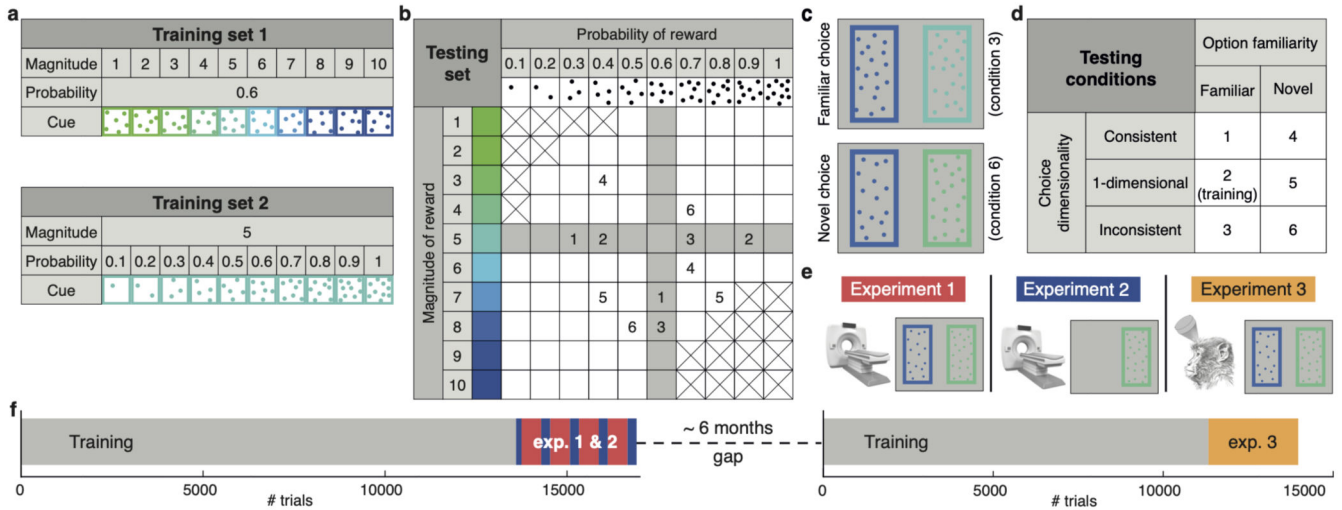 a
Training set 1
Magnitude 1 2 3 4 5 6 7 8 9 10
Probability 0.6
Cue
Training set 2
Magnitude 5
Probability 0.1 0.2 0.3 0.4 0.5 0.6 0.7 0.8 0.9 1
Cue
b
Testing set
Probability of reward
0.1 0.2 0.3 0.4 0.5 0.6 0.7 0.8 0.9 1
Magnitude of reward
1
2
3 4
4 6
5 1 2 3 2
6 4
7 5 1 5
8 6 3
9
10
c
Familiar choice
(condition 3)
Novel choice
(condition 6)
d
Testing conditions
Option familiarity
Familiar Novel
Choice dimensionality
Consistent 1 4
1-dimensional 2 (training) 5
Inconsistent 3 6
e
Experiment 1
Experiment 2
Experiment 3
f
Training
exp. 1 & 2
~ 6 months
gap
Training
exp. 3
0 5000 10000 15000
# trials
0 5000 10000 15000
# trials